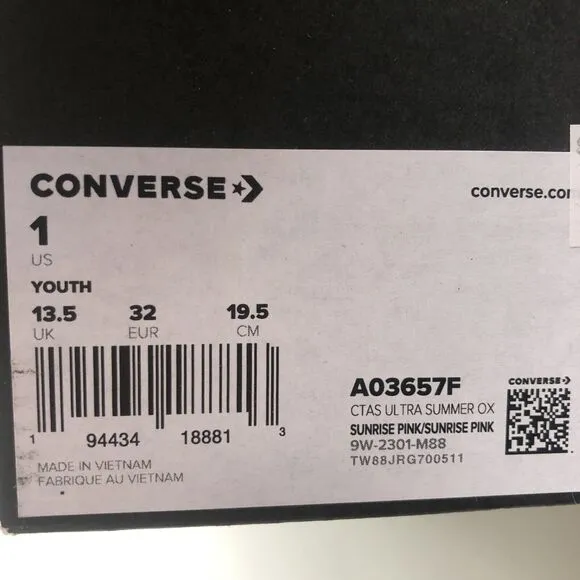 CONVERSE
converse.co
1
US
YOUTH
13.5 32 19.5
UK EUR CM
1 94434 18881 3
A03657F
CTAS ULTRA SUMMER OX
SUNRISE PINK/SUNRISE PINK
9W-2301-M88
TW88JRG700511
CONVERSE
MADE IN VIETNAM
FABRIQUE AU VIETNAM